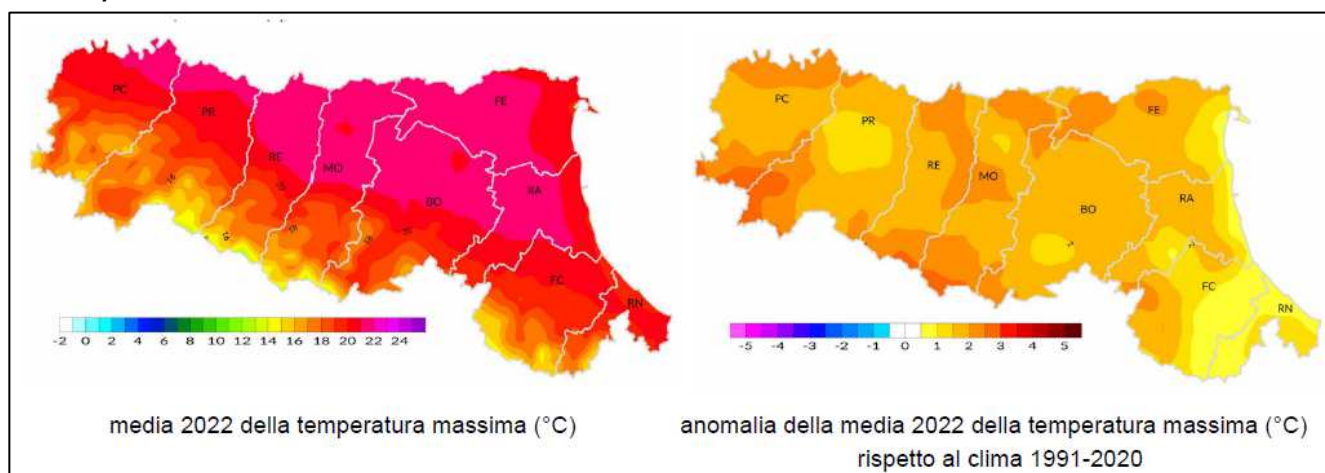 PC
PR
RE
MO
FE
BO
RA
FC
RN
-2 0 2 4 6 8 10 12 14 16 18 20 22 24
media 2022 della temperatura massima (°C)
PC
PR
RE
MO
FE
BO
RA
FC
RN
-5 -4 -3 -2 -1 0 1 2 3 4 5
anomalia della media 2022 della temperatura massima (°C)
rispetto al clima 1991-2020